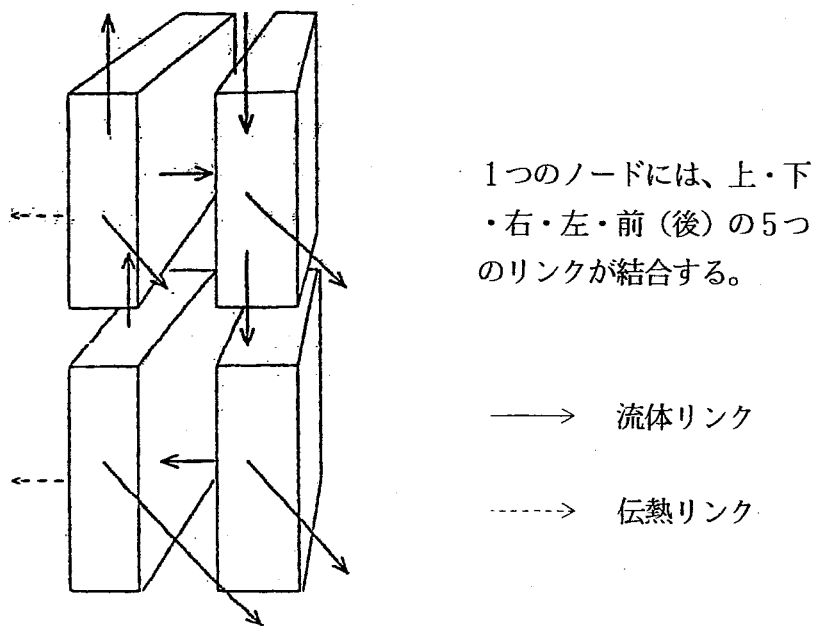 1つのノードには、上・下
・右・左・前（後）の5つ
のリンクが結合する。
流体リンク
伝熱リンク